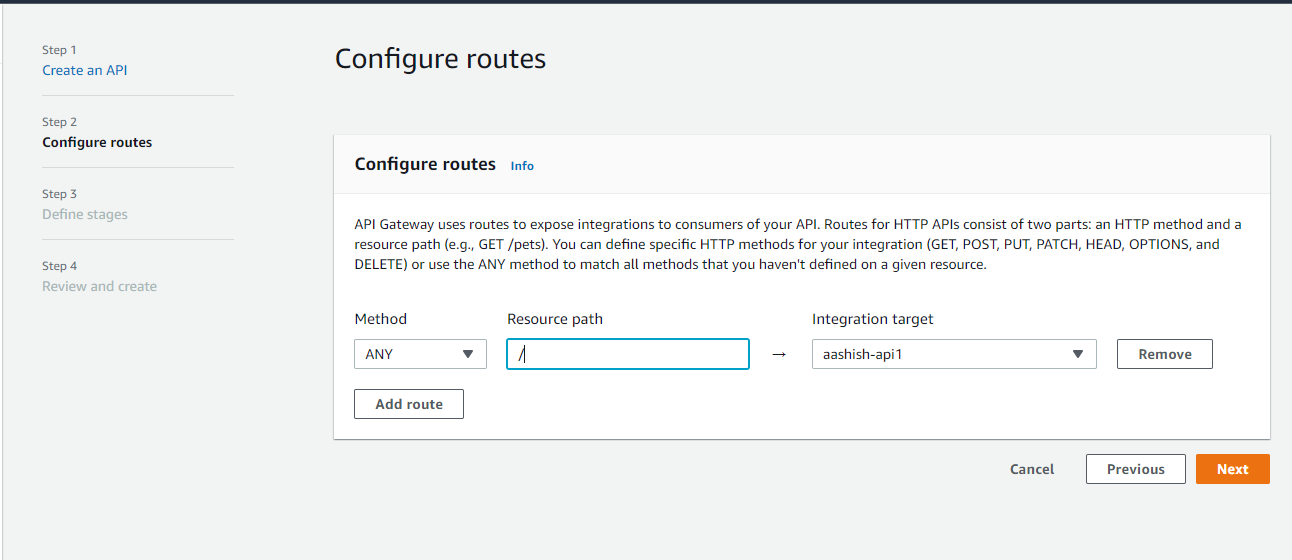 Step 1
Create an API
Step 2
Configure routes
Step 3
Define stages
Step 4
Review and create
Configure routes
Configure routes Info
API Gateway uses routes to expose integrations to consumers of your API. Routes for HTTP APIs consist of two parts: an HTTP method and a
resource path (e.g., GET /pets). You can define specific HTTP methods for your integration (GET, POST, PUT, PATCH, HEAD, OPTIONS, and
DELETE) or use the ANY method to match all methods that you haven't defined on a given resource.
Method Resource path Integration target
ANY / → aashish-api1 Remove
Add route
Cancel Previous Next